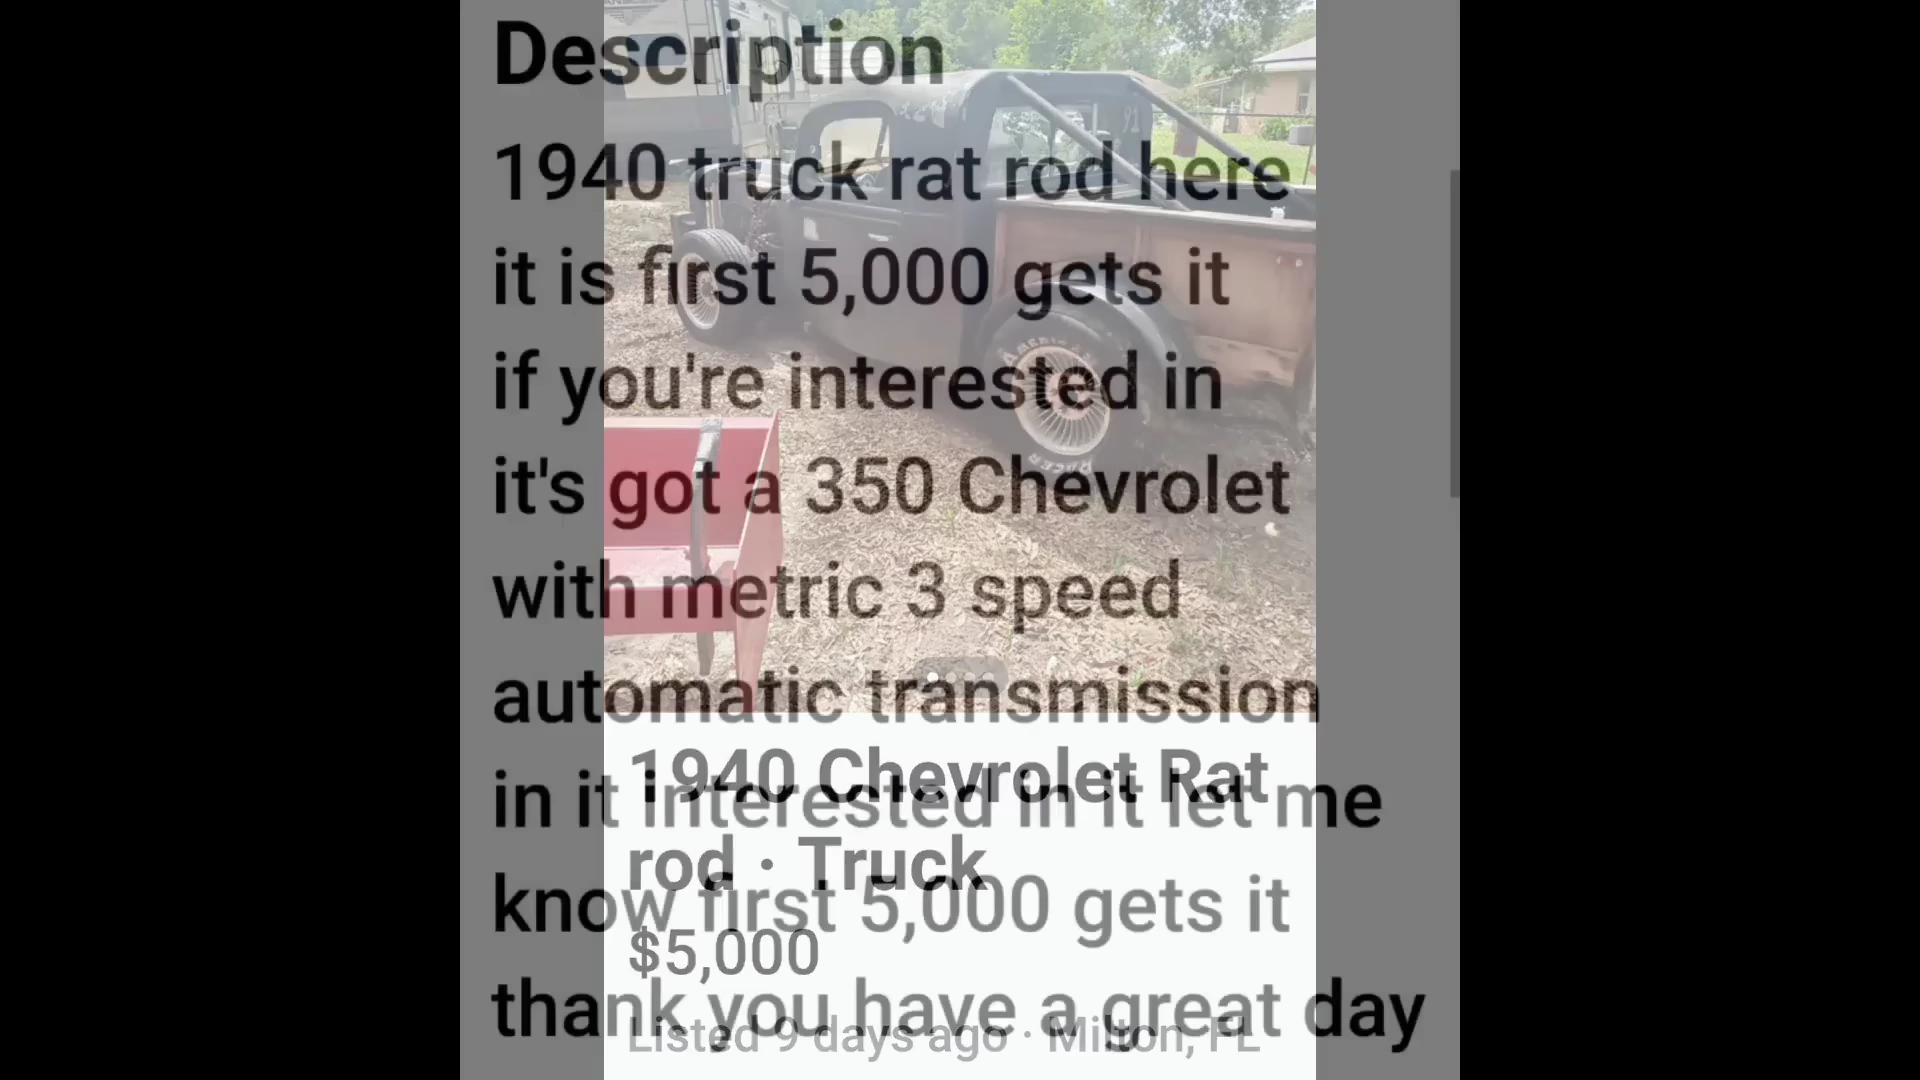 Description
1940 truck rat rod here
it is first 5,000 gets it
if you're interested in
it's got a 350 Chevrolet
with metric 3 speed
automatic transmission
in it interested in it let me
know first 5,000 gets it
thank you have a great day
1940 Chevrolet Rat
rod · Truck
$5,000
Listed 9 days ago · Milton, FL
RACER